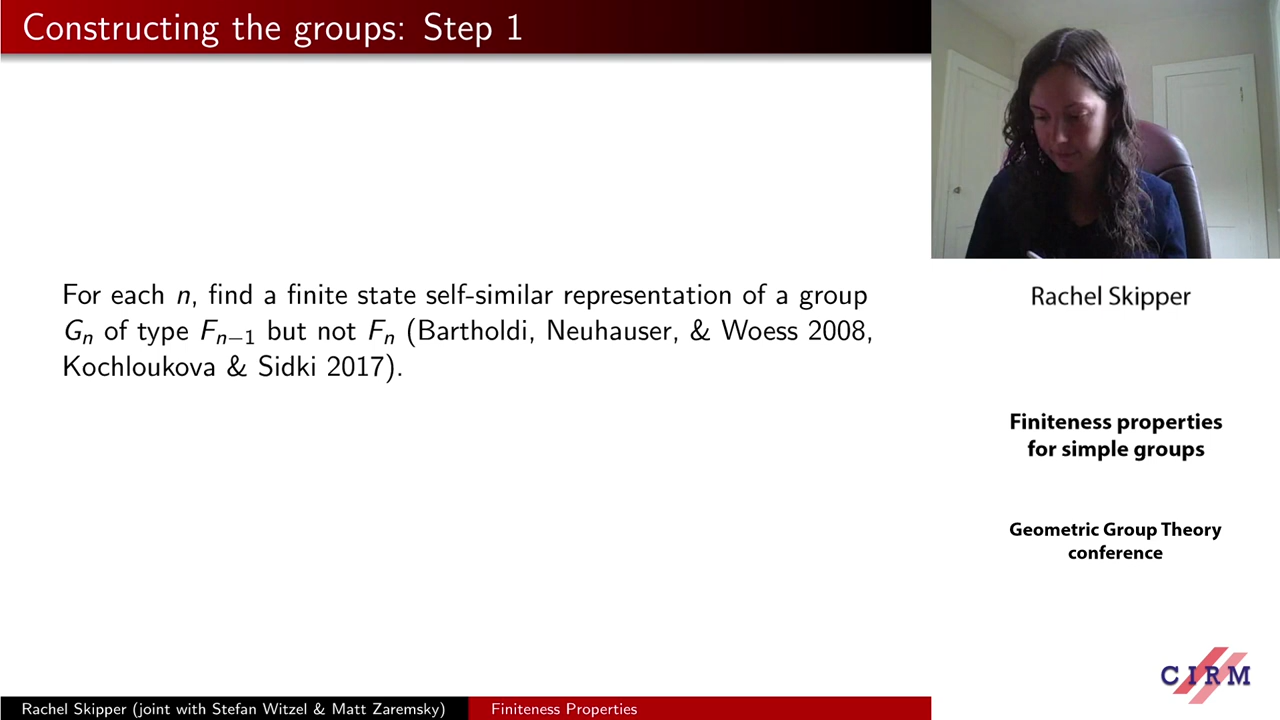 Constructing the groups: Step 1
For each n, find a finite state self-similar representation of a group
Gₙ of type Fₙ₋₁ but not Fₙ (Bartholdi, Neuhauser, & Woess 2008,
Kochloukova & Sidki 2017).
Rachel Skipper
Finiteness properties
for simple groups
Geometric Group Theory
conference
CIRM
Rachel Skipper (joint with Stefan Witzel & Matt Zaremsky)
Finiteness Properties